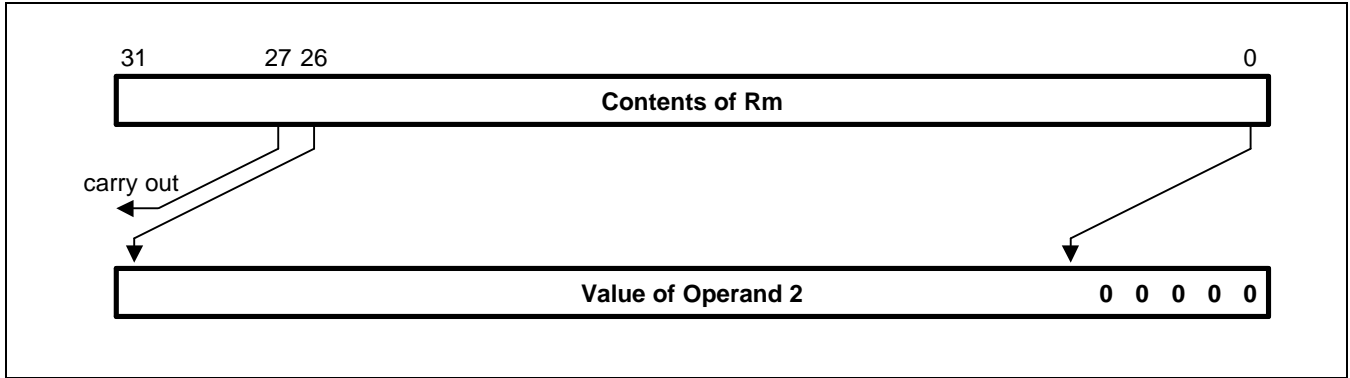 31 27 26 0
Contents of Rm
carry out
Value of Operand 2 0 0 0 0 0